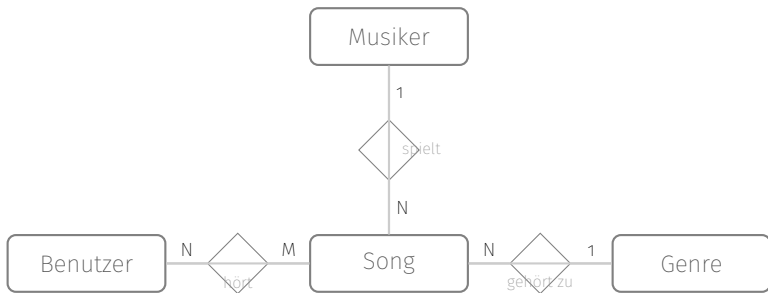 Musiker
1
spielt
N
Benutzer
N
hört
M
Song
N
gehört zu
1
Genre